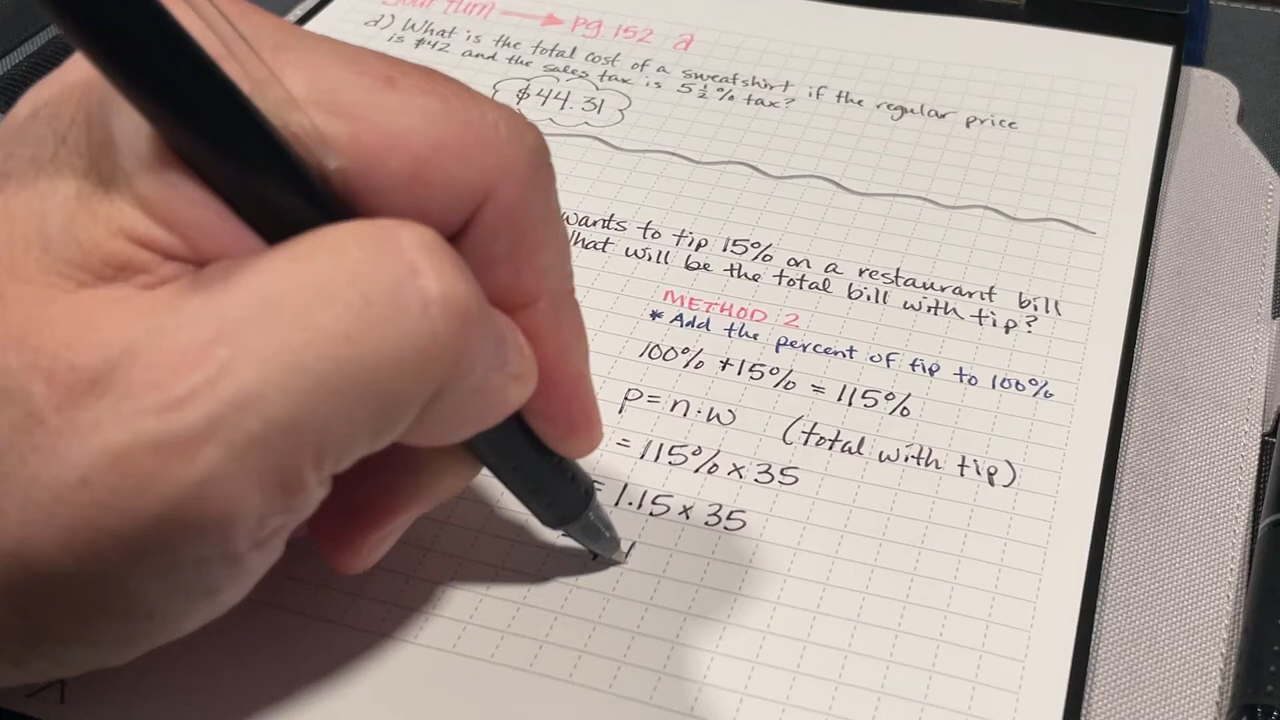 Your turn → pg. 152 d
d) What is the total cost of a sweatshirt if the regular price
is $42 and the sales tax is 5 1/2% tax?
$44.31
wants to tip 15% on a restaurant bill
What will be the total bill with tip?
METHOD 2
* Add the percent of tip to 100%
100% + 15% = 115%
p = n·w (total with tip)
= 115% x 35
= 1.15 x 35